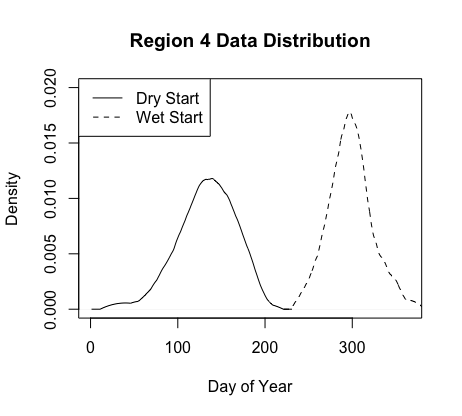 Region 4 Data Distribution
Dry Start
Wet Start
Density
0.020
0.015
0.010
0.005
0.000
0 100 200 300
Day of Year